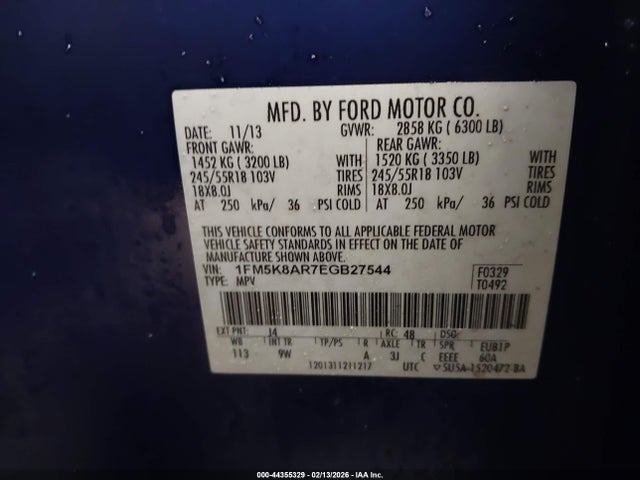 MFD. BY FORD MOTOR CO.
DATE: 11/13 GVWR: 2858 KG ( 6300 LB)
FRONT GAWR: REAR GAWR:
1452 KG ( 3200 LB) WITH 1520 KG ( 3350 LB) WITH
245/55R18 103V TIRES 245/55R18 103V TIRES
18X8.0J RIMS 18X8.0J RIMS
AT 250 kPa/ 36 PSI COLD AT 250 kPa/ 36 PSI COLD
THIS VEHICLE CONFORMS TO ALL APPLICABLE FEDERAL MOTOR
VEHICLE SAFETY STANDARDS IN EFFECT ON THE DATE OF
MANUFACTURE SHOWN ABOVE.
VIN: 1FM5K8AR7EGB27544 F0329
TYPE: MPV T0492
EXT PNT: J4 RC: 48 DSO:
WB INT TR TP/PS R AXLE TR SPR EUB1P
113 9W A 3J C EEEE 60A
1201311211217 UTC ▽5U5A-1520472-BA
000-44355329 - 02/13/2026 - IAA Inc.